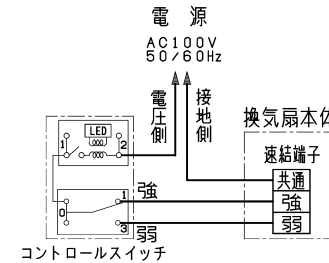 電 源
AC100V
50/60Hz
電圧側
接地側
換気扇本体
速結端子
共通
強
弱
LED
1
2
0
1
3
強
弱
コントロールスイッチ